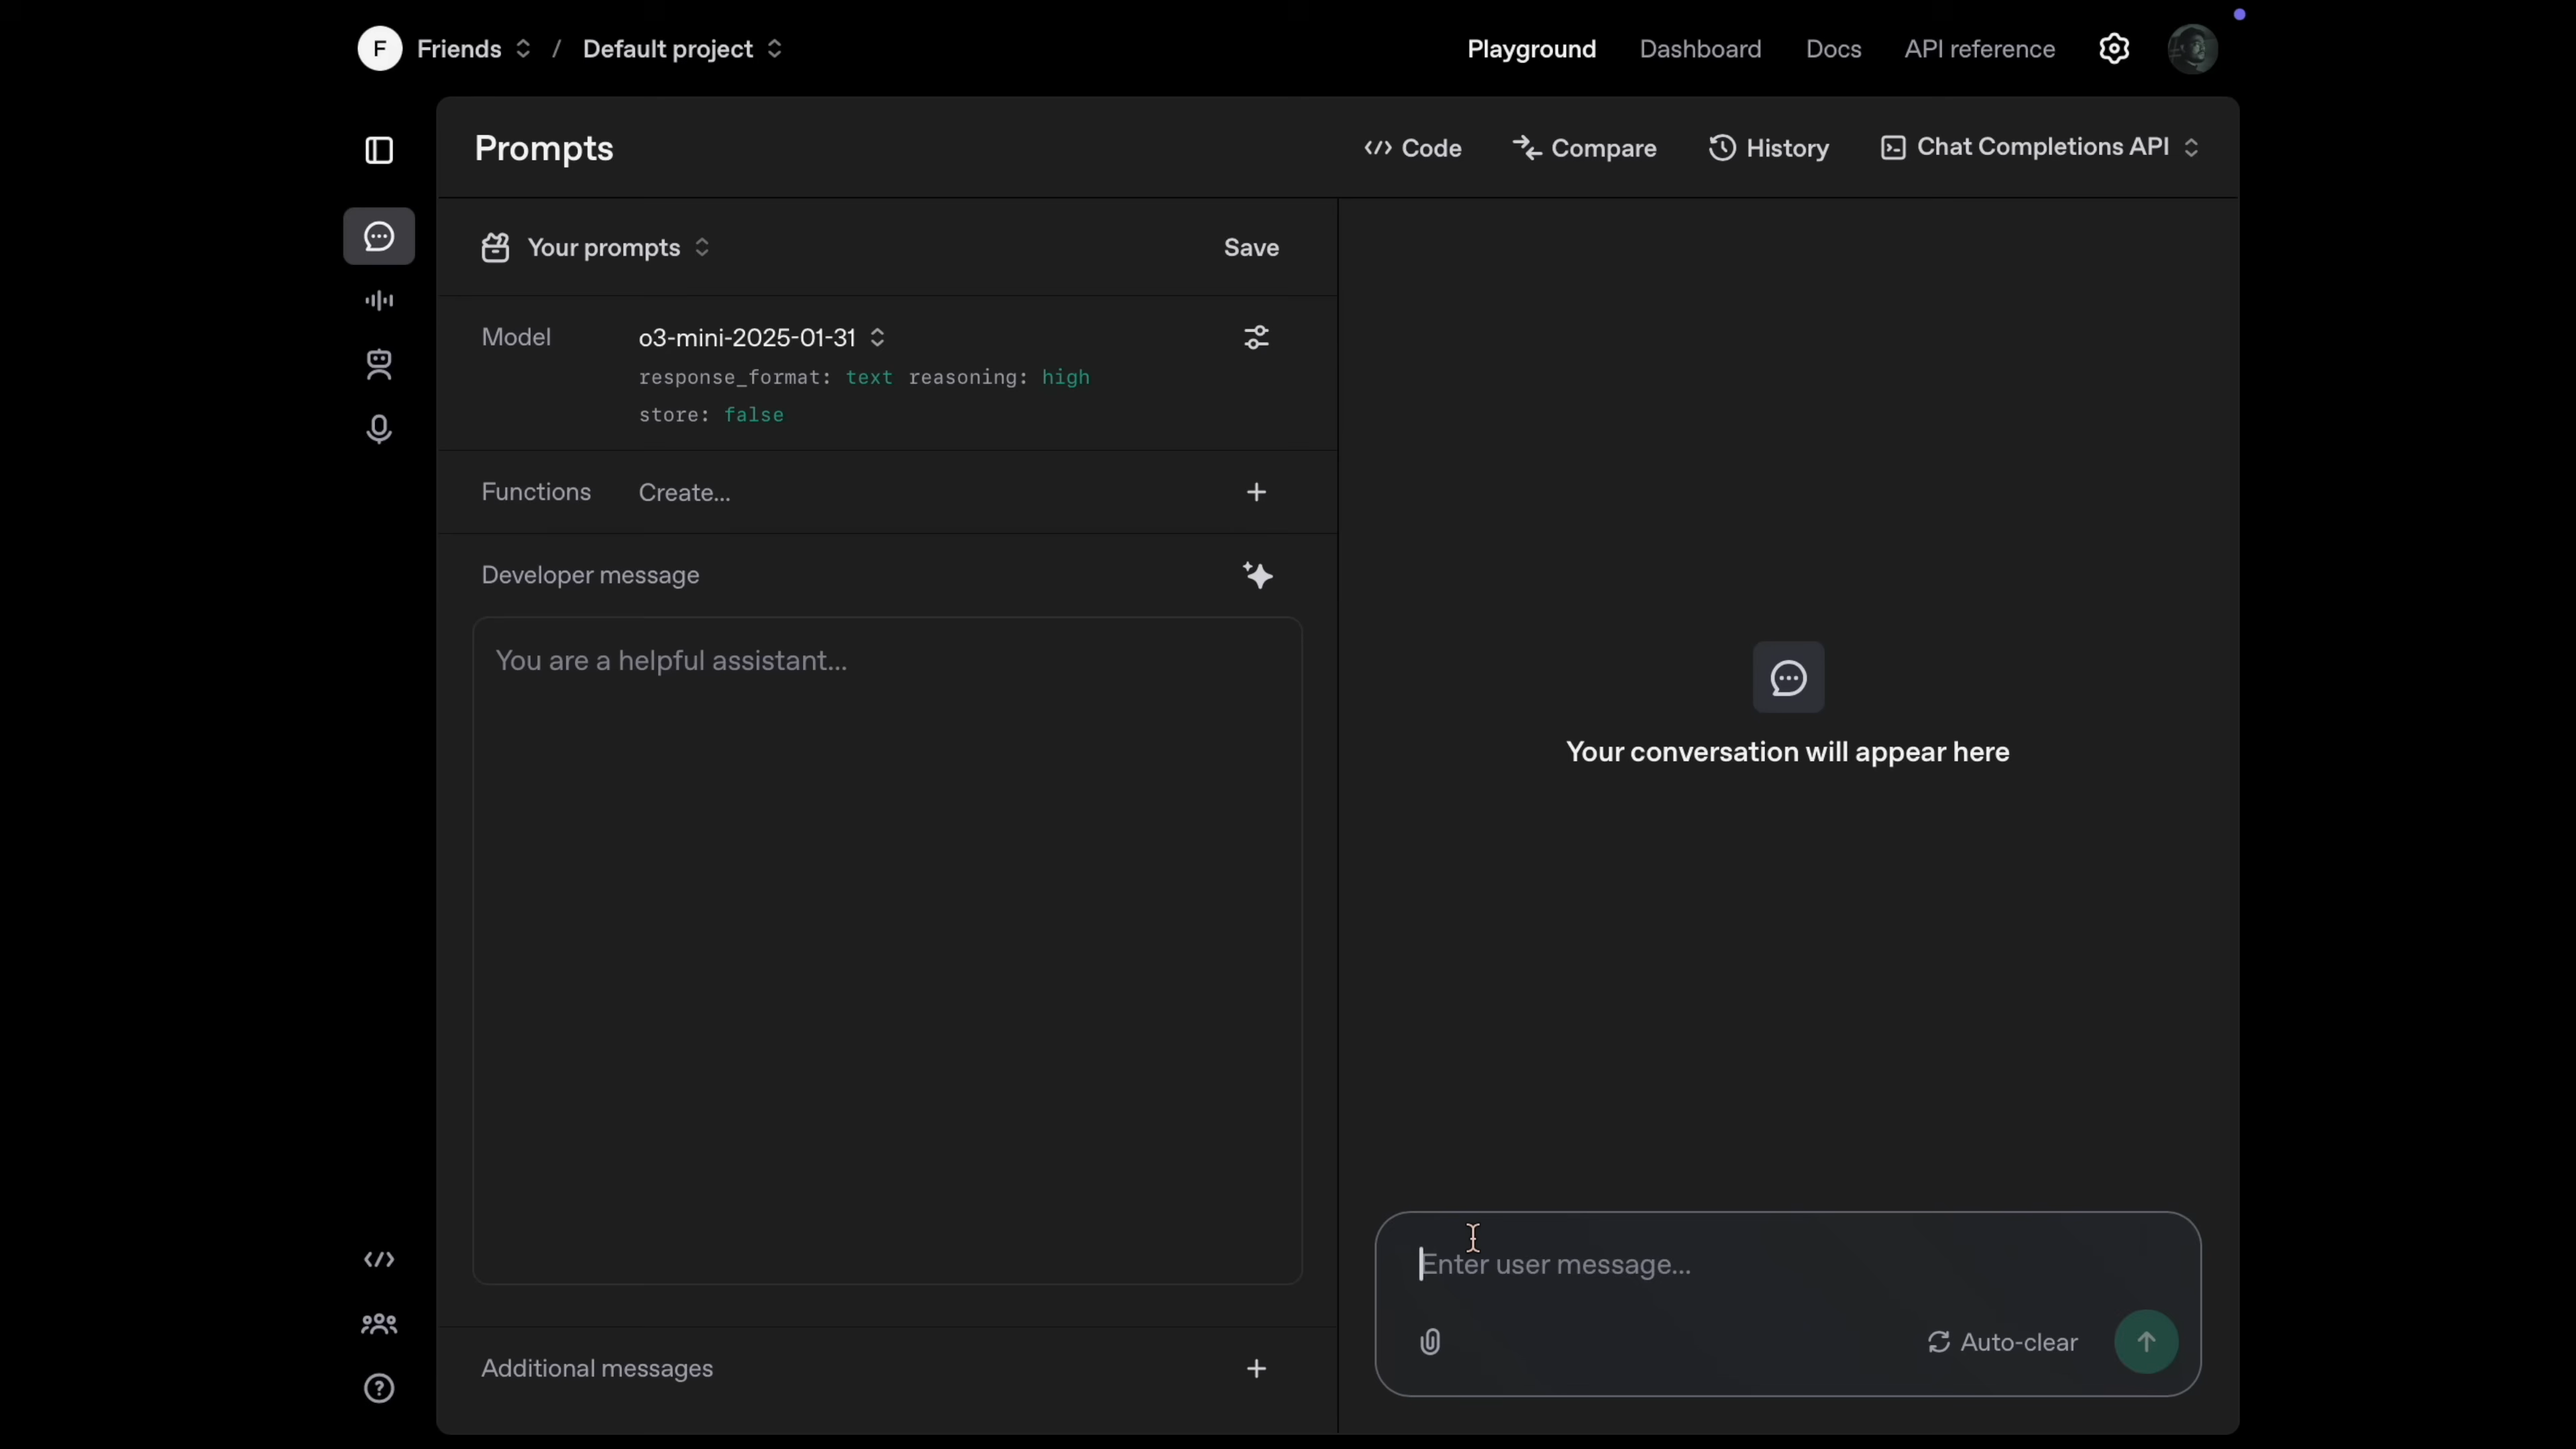 F Friends / Default project
Playground Dashboard Docs API reference
Prompts
Code Compare History Chat Completions API
Your prompts Save
Model o3-mini-2025-01-31
response_format: text reasoning: high
store: false
Functions Create...
Developer message
You are a helpful assistant...
Your conversation will appear here
Enter user message...
Auto-clear
Additional messages